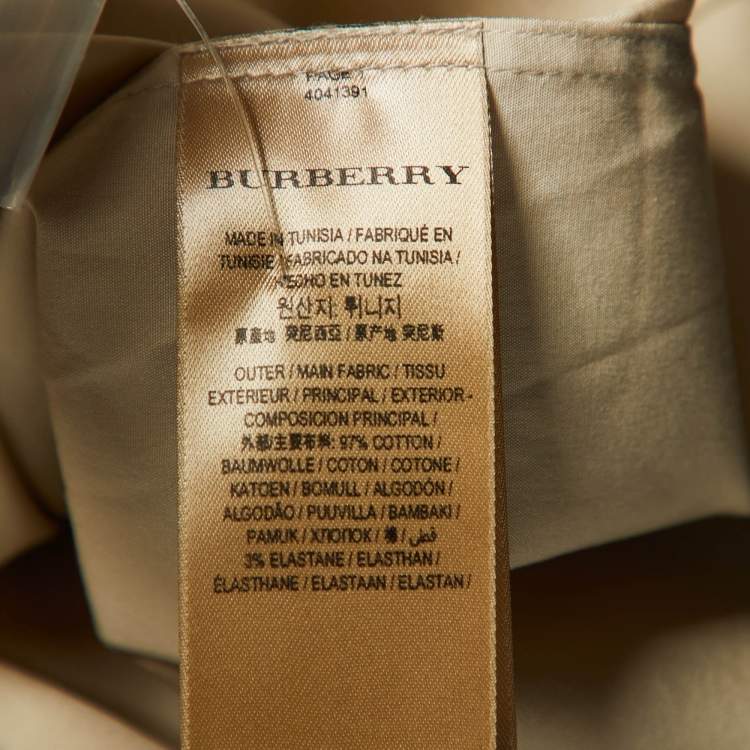 PAGE 1
4041391
BURBERRY
MADE IN TUNISIA / FABRIQUÉ EN
TUNISIE / FABRICADO NA TUNISIA /
HECHO EN TUNEZ
원산지: 튀니지
原產地 突尼西亞 / 原产地 突尼斯
OUTER / MAIN FABRIC / TISSU
EXTÉRIEUR / PRINCIPAL / EXTERIOR -
COMPOSICION PRINCIPAL /
外部/主要布料: 97% COTTON /
BAUMWOLLE / COTON / COTONE /
KATOEN / BOMULL / ALGODÓN /
ALGODÃO / PUUVILLA / BAMBAKI /
PAMUK / ХЛОПОК / 棉 / قطن /
3% ELASTANE / ELASTHAN /
ÉLASTHANE / ELASTAAN / ELASTAN /